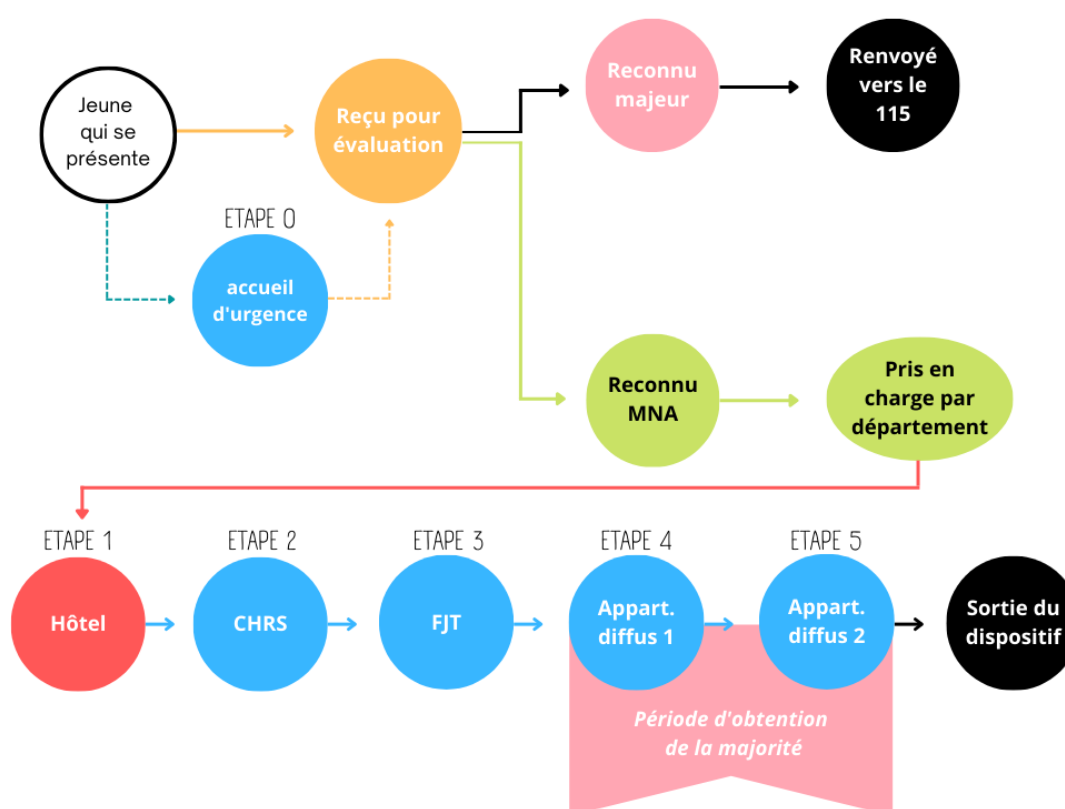 Jeune
qui se
présente
Reçu pour
évaluation
Reconnu
majeur
Renvoyé
vers le
115
ETAPE 0
accueil
d'urgence
Reconnu
MNA
Pris en
charge par
département
ETAPE 1
Hôtel
ETAPE 2
CHRS
ETAPE 3
FJT
ETAPE 4
Appart.
diffus 1
ETAPE 5
Appart.
diffus 2
Sortie du
dispositif
Période d'obtention
de la majorité